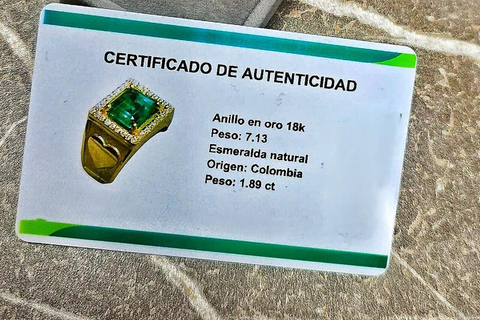 CERTIFICADO DE AUTENTICIDAD
Anillo en oro 18k
Peso: 7.13
Esmeralda natural
Origen: Colombia
Peso: 1.89 ct